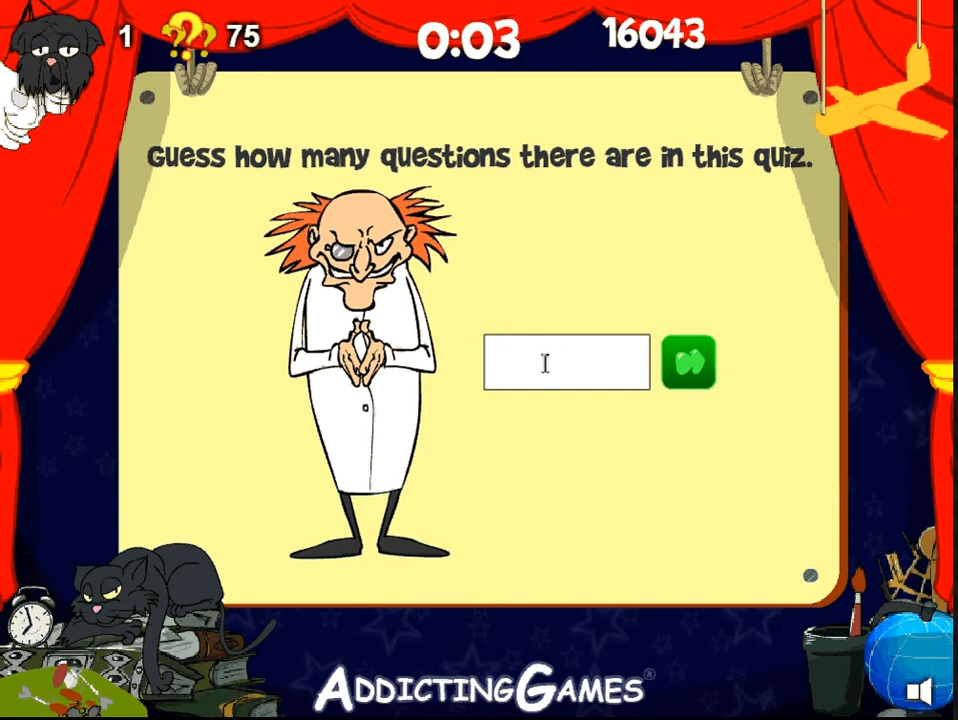 1 75 0:03 16043
Guess how many questions there are in this quiz.
ADDICTINGGAMES®